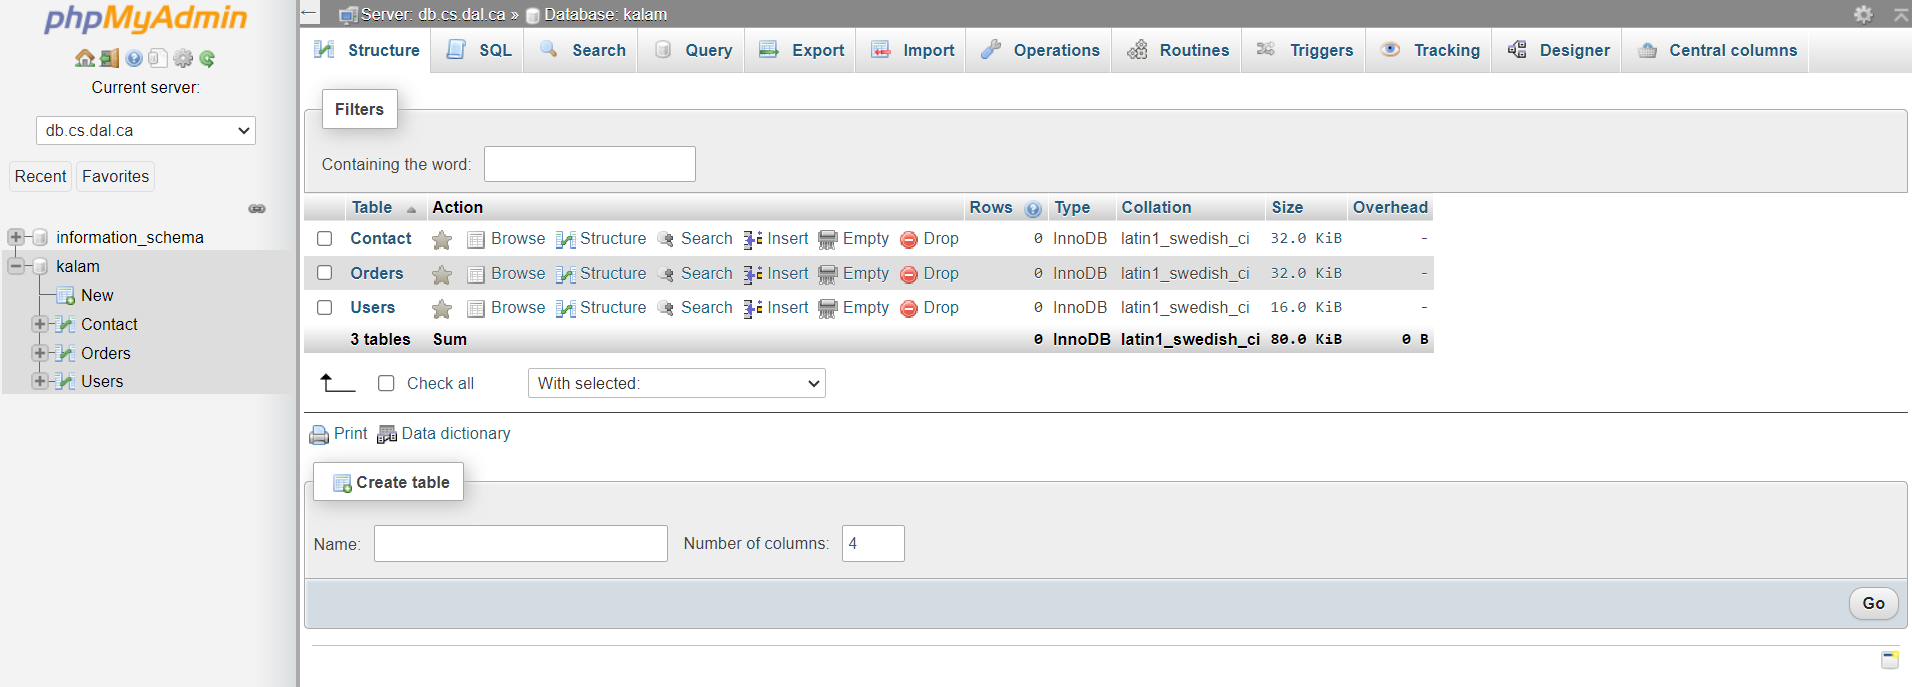 phpMyAdmin
Current server:
db.cs.dal.ca
Recent Favorites
information_schema
kalam
New
Contact
Orders
Users
Server: db.cs.dal.ca » Database: kalam
Structure SQL Search Query Export Import Operations Routines Triggers Tracking Designer Central columns
Filters
Containing the word:
Table Action Rows Type Collation Size Overhead
Contact Browse Structure Search Insert Empty Drop 0 InnoDB latin1_swedish_ci 32.0 KiB -
Orders Browse Structure Search Insert Empty Drop 0 InnoDB latin1_swedish_ci 32.0 KiB -
Users Browse Structure Search Insert Empty Drop 0 InnoDB latin1_swedish_ci 16.0 KiB -
3 tables Sum 0 InnoDB latin1_swedish_ci 80.0 KiB 0 B
Check all With selected:
Print Data dictionary
Create table
Name: Number of columns: 4
Go